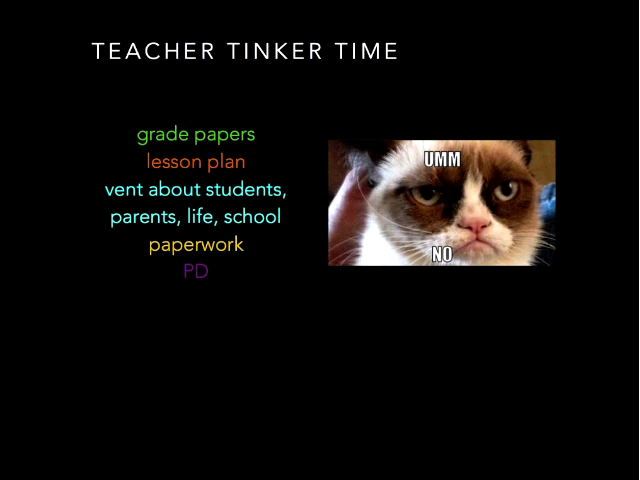 TEACHER TINKER TIME
grade papers
lesson plan
vent about students,
parents, life, school
paperwork
PD
UMM
NO